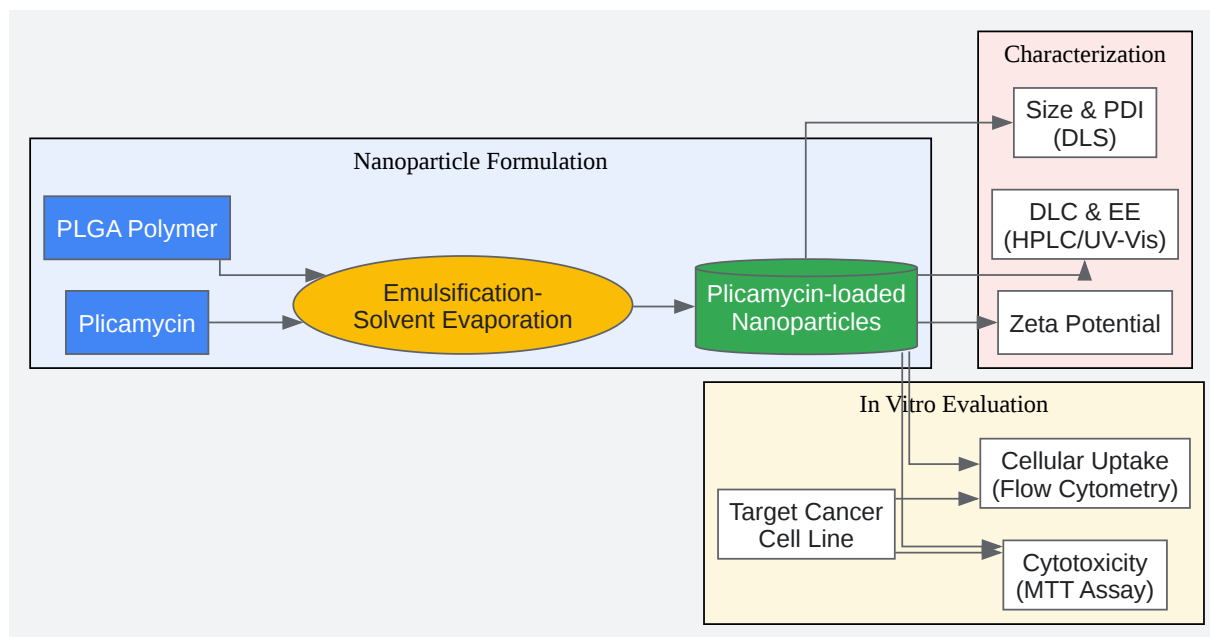 Nanoparticle Formulation
PLGA Polymer
Plicamycin
Emulsification-
Solvent Evaporation
Plicamycin-loaded
Nanoparticles
Characterization
Size & PDI
(DLS)
DLC & EE
(HPLC/UV-Vis)
Zeta Potential
In Vitro Evaluation
Target Cancer
Cell Line
Cellular Uptake
(Flow Cytometry)
Cytotoxicity
(MTT Assay)